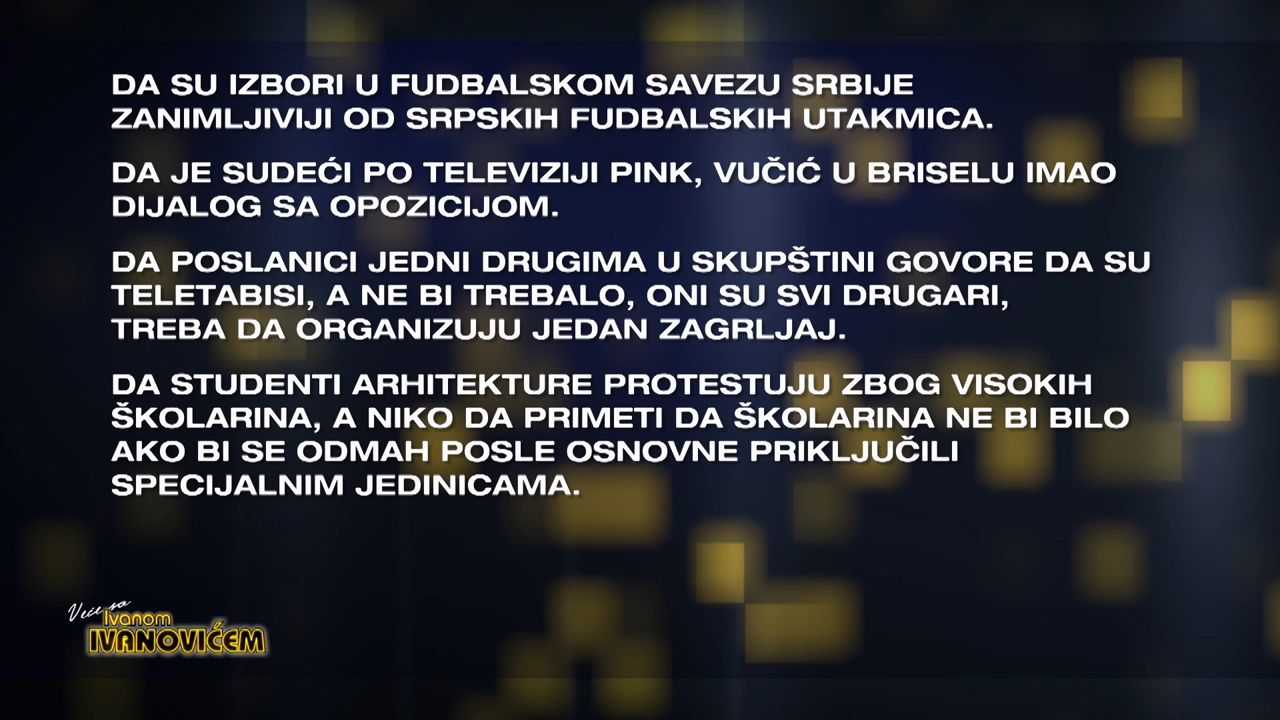 DA SU IZBORI U FUDBALSKOM SAVEZU SRBIJE
ZANIMLJIVIJI OD SRPSKIH FUDBALSKIH UTAKMICA.
DA JE SUDEĆI PO TELEVIZIJI PINK, VUČIĆ U BRISELU IMAO
DIJALOG SA OPOZICIJOM.
DA POSLANICI JEDNI DRUGIMA U SKUPŠTINI GOVORE DA SU
TELETABISI, A NE BI TREBALO, ONI SU SVI DRUGARI,
TREBA DA ORGANIZUJU JEDAN ZAGRLJAJ.
DA STUDENTI ARHITEKTURE PROTESTUJU ZBOG VISOKIH
ŠKOLARINA, A NIKO DA PRIMETI DA ŠKOLARINA NE BI BILO
AKO BI SE ODMAH POSLE OSNOVNE PRIKLJUČILI
SPECIJALNIM JEDINICAMA.
Veče sa
Ivanom
IVANOVIĆEM